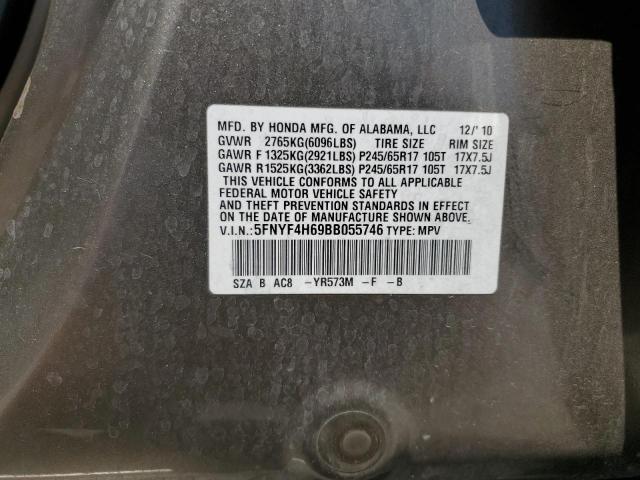 MFD. BY HONDA MFG. OF ALABAMA, LLC 12/'10
GVWR 2765KG(6096LBS) TIRE SIZE RIM SIZE
GAWR F 1325KG(2921LBS) P245/65R17 105T 17X7.5J
GAWR R1525KG(3362LBS) P245/65R17 105T 17X7.5J
THIS VEHICLE CONFORMS TO ALL APPLICABLE
FEDERAL MOTOR VEHICLE SAFETY
AND THEFT PREVENTION STANDARDS IN EFFECT
ON THE DATE OF MANUFACTURE SHOWN ABOVE.
V.I.N.:5FNYF4H69BB055746 TYPE: MPV
SZA B AC8 -YR573M -F -B